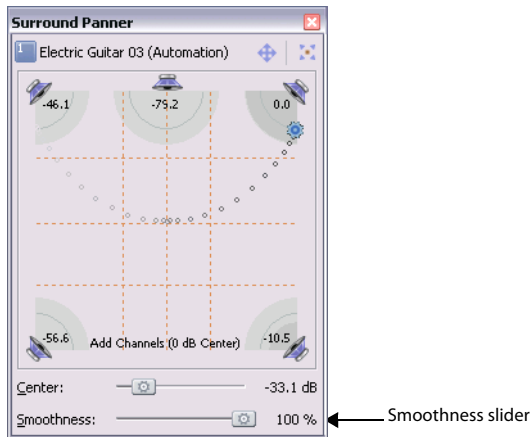 Surround Panner
1 Electric Guitar 03 (Automation)
-46.1 -79.2 0.0
-56.6 Add Channels (0 dB Center) -10.5
Center: -33.1 dB
Smoothness: 100 % Smoothness slider